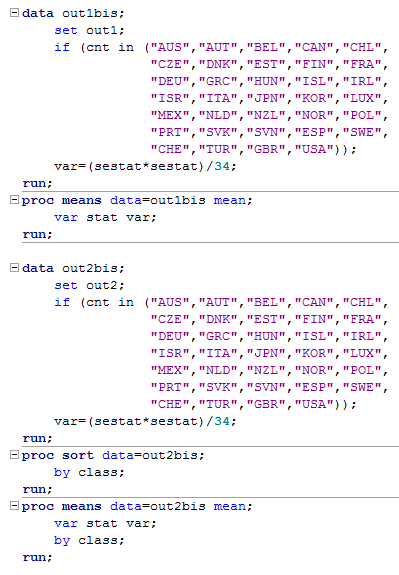 data out1bis;
set out1;
if (cnt in ("AUS","AUT","BEL","CAN","CHL",
"CZE","DNK","EST","FIN","FRA",
"DEU","GRC","HUN","ISL","IRL",
"ISR","ITA","JPN","KOR","LUX",
"MEX","NLD","NZL","NOR","POL",
"PRT","SVK","SVN","ESP","SWE",
"CHE","TUR","GBR","USA"));
var=(sestat*sestat)/34;
run;
proc means data=out1bis mean;
var stat var;
run;
data out2bis;
set out2;
if (cnt in ("AUS","AUT","BEL","CAN","CHL",
"CZE","DNK","EST","FIN","FRA",
"DEU","GRC","HUN","ISL","IRL",
"ISR","ITA","JPN","KOR","LUX",
"MEX","NLD","NZL","NOR","POL",
"PRT","SVK","SVN","ESP","SWE",
"CHE","TUR","GBR","USA"));
var=(sestat*sestat)/34;
run;
proc sort data=out2bis;
by class;
run;
proc means data=out2bis mean;
var stat var;
by class;
run;